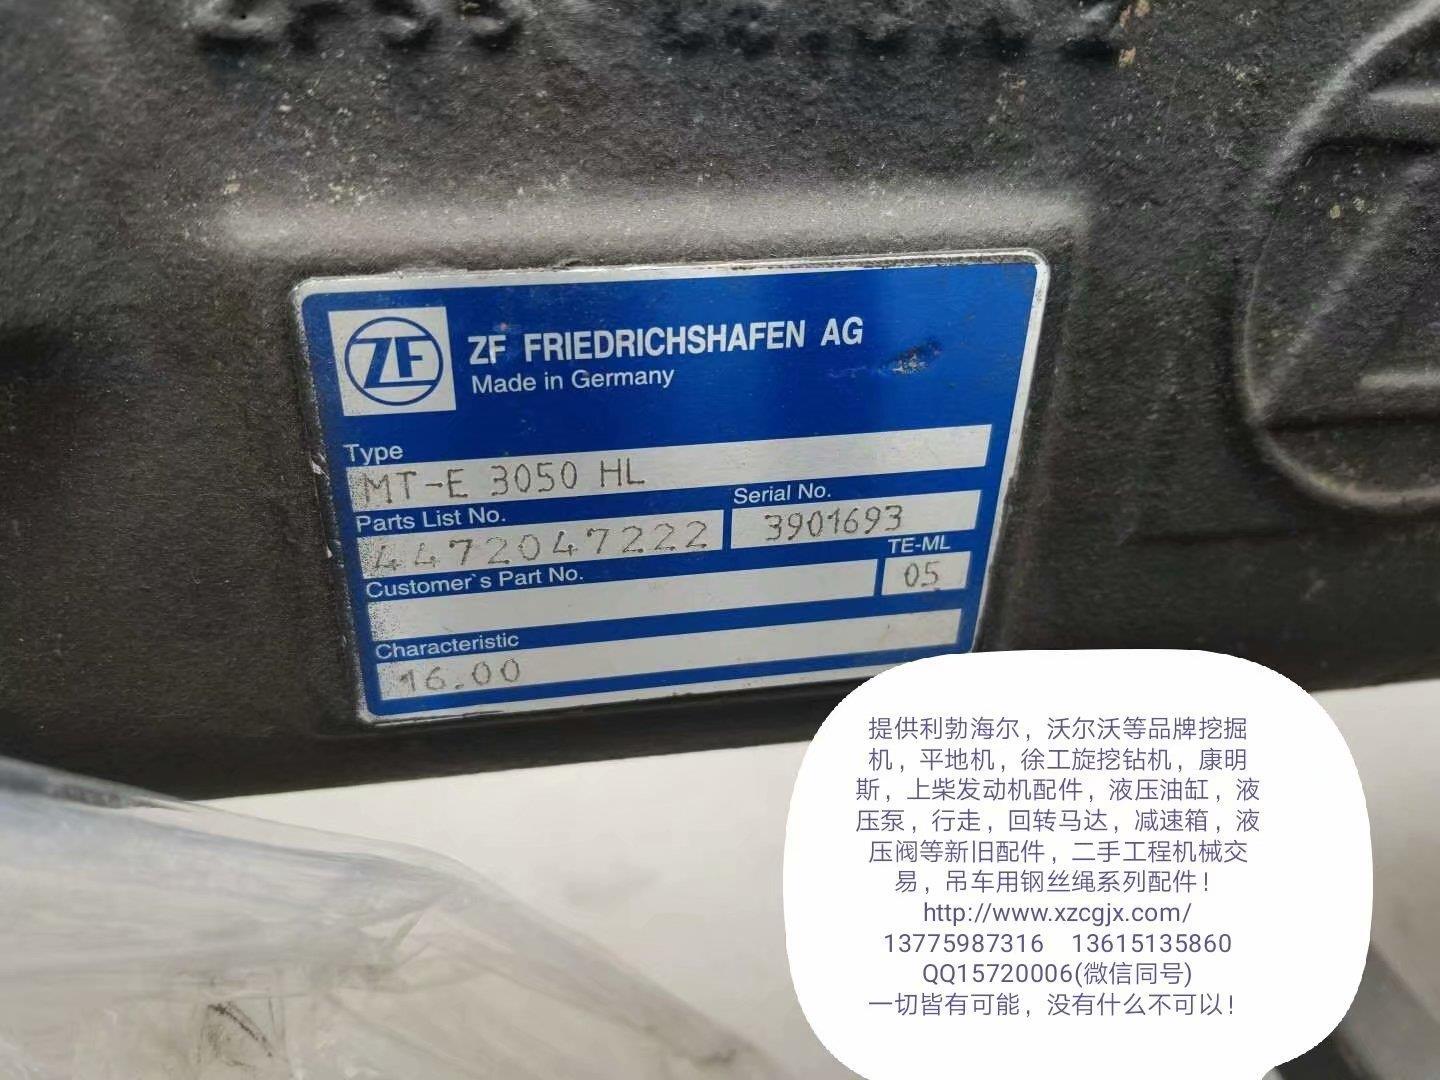 ZF
ZF FRIEDRICHSHAFEN AG
Made in Germany
Type
MT-E 3050 HL
Parts List No.
4472047222
Serial No.
3901693
Customer`s Part No.
TE-ML
05
Characteristic
16.00
提供利勃海尔，沃尔沃等品牌挖掘
机，平地机，徐工旋挖钻机，康明
斯，上柴发动机配件，液压油缸，液
压泵，行走，回转马达，减速箱，液
压阀等新旧配件，二手工程机械交
易，吊车用钢丝绳系列配件！
http://www.xzcgjx.com/
13775987316 13615135860
QQ15720006(微信同号)
一切皆有可能，没有什么不可以！